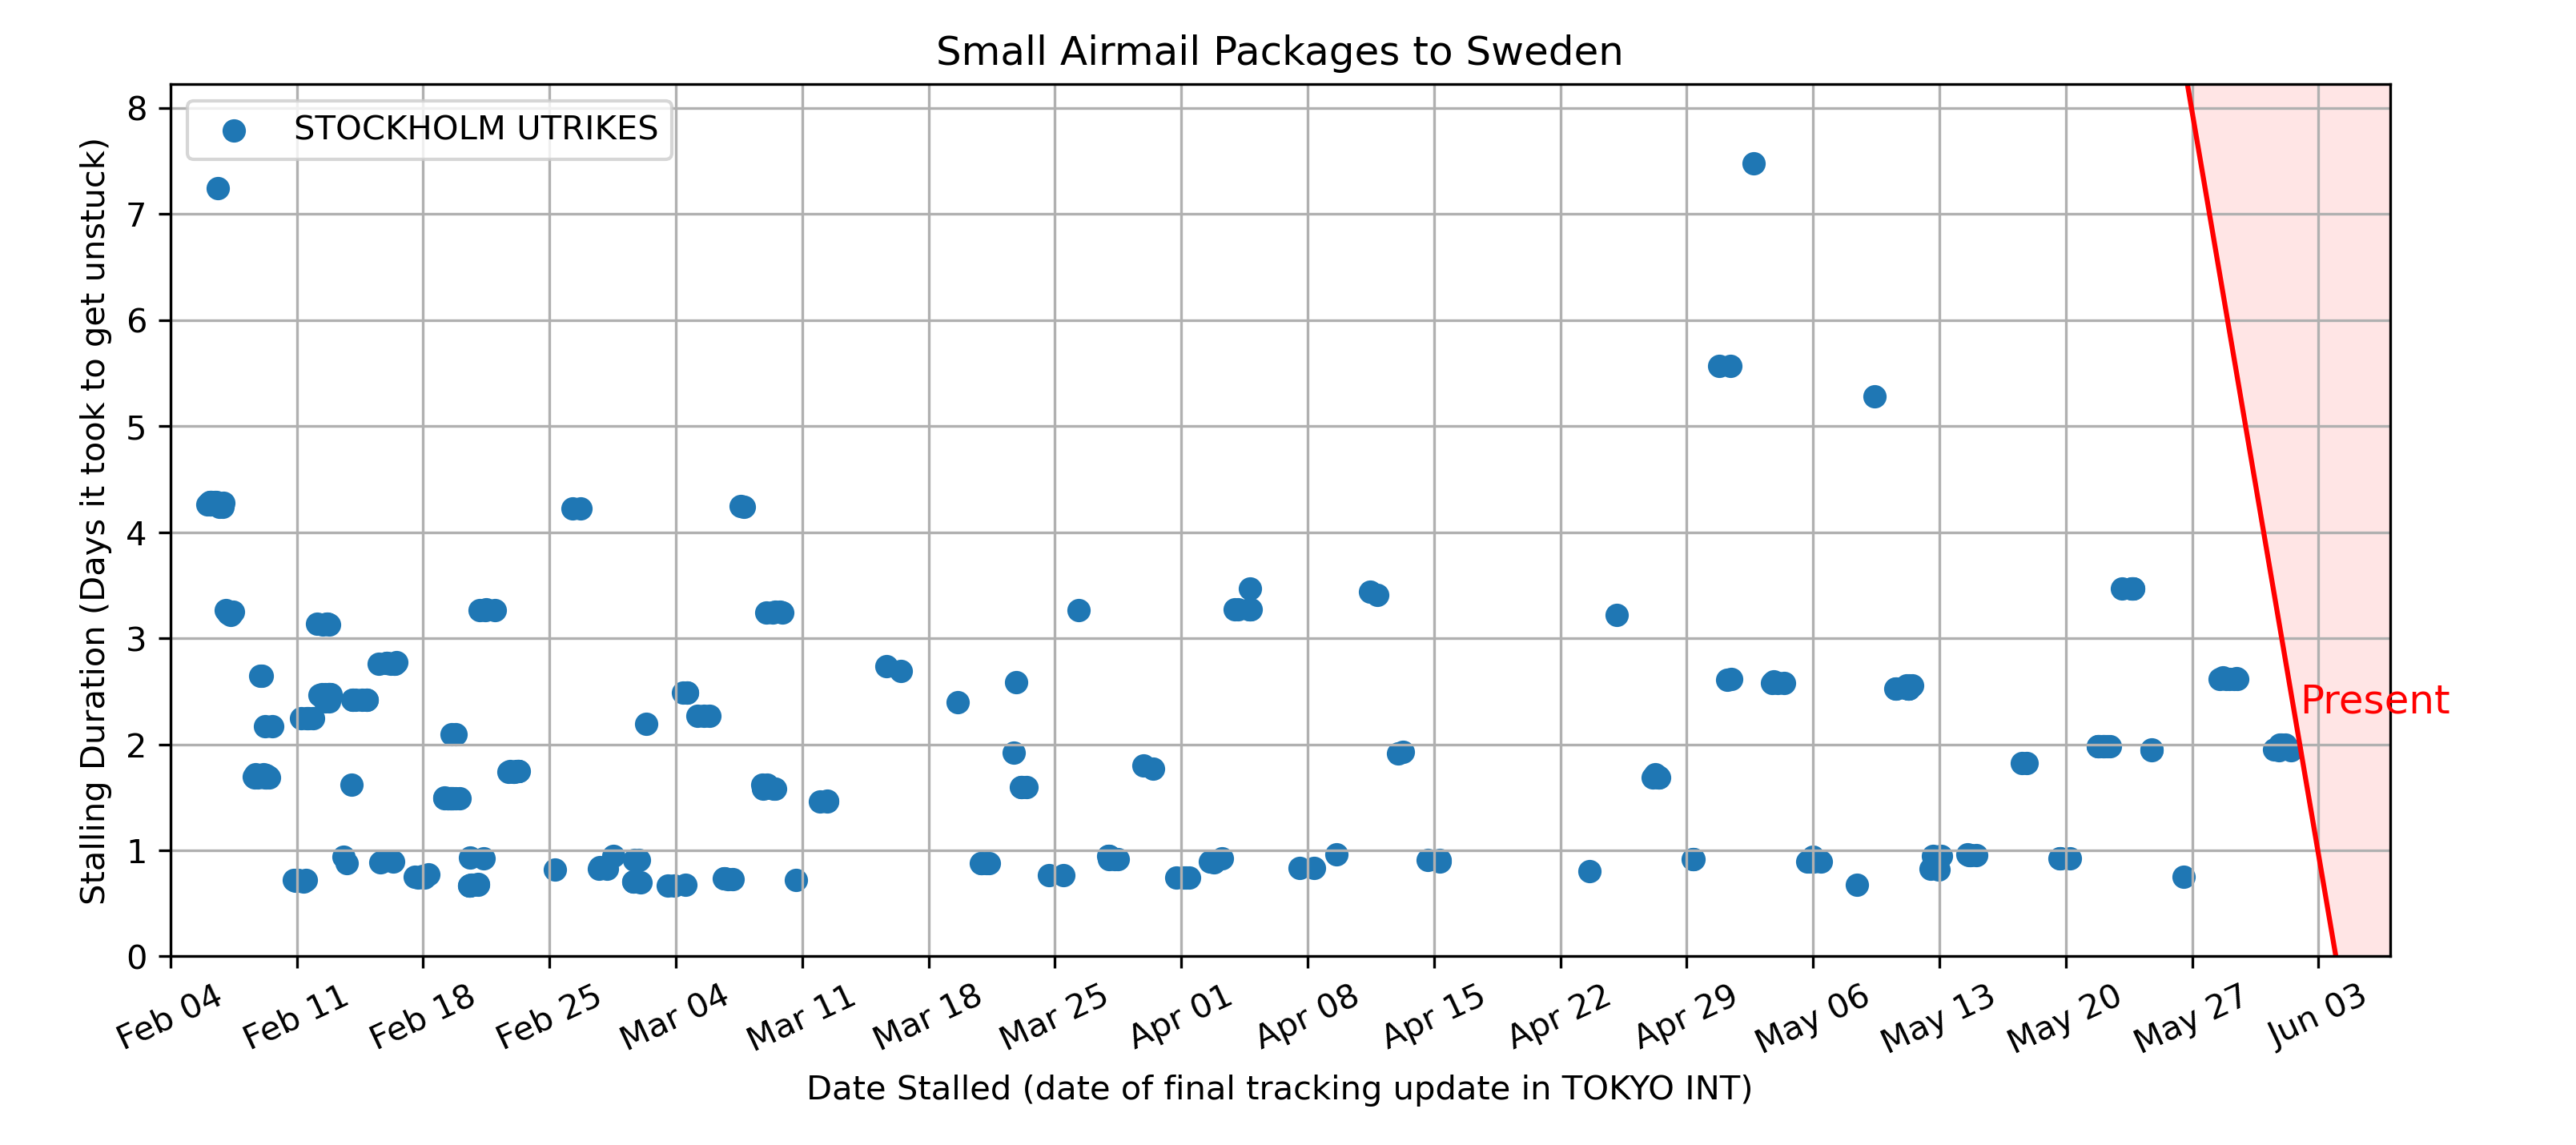 Small Airmail Packages to Sweden
STOCKHOLM UTRIKES
Stalling Duration (Days it took to get unstuck)
8
7
6
5
4
3
2
1
0
Present
Feb 04
Feb 11
Feb 18
Feb 25
Mar 04
Mar 11
Mar 18
Mar 25
Apr 01
Apr 08
Apr 15
Apr 22
Apr 29
May 06
May 13
May 20
May 27
Jun 03
Date Stalled (date of final tracking update in TOKYO INT)